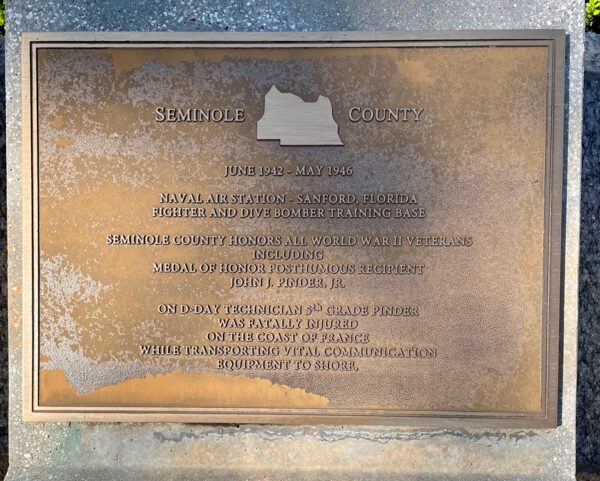 SEMINOLE COUNTY
JUNE 1942 - MAY 1946
NAVAL AIR STATION - SANFORD, FLORIDA
FIGHTER AND DIVE BOMBER TRAINING BASE
SEMINOLE COUNTY HONORS ALL WORLD WAR II VETERANS
INCLUDING
MEDAL OF HONOR POSTHUMOUS RECIPIENT
JOHN J. PINDER, JR.
ON D-DAY TECHNICIAN 5th GRADE PINDER
WAS FATALLY INJURED
ON THE COAST OF FRANCE
WHILE TRANSPORTING VITAL COMMUNICATION
EQUIPMENT TO SHORE.